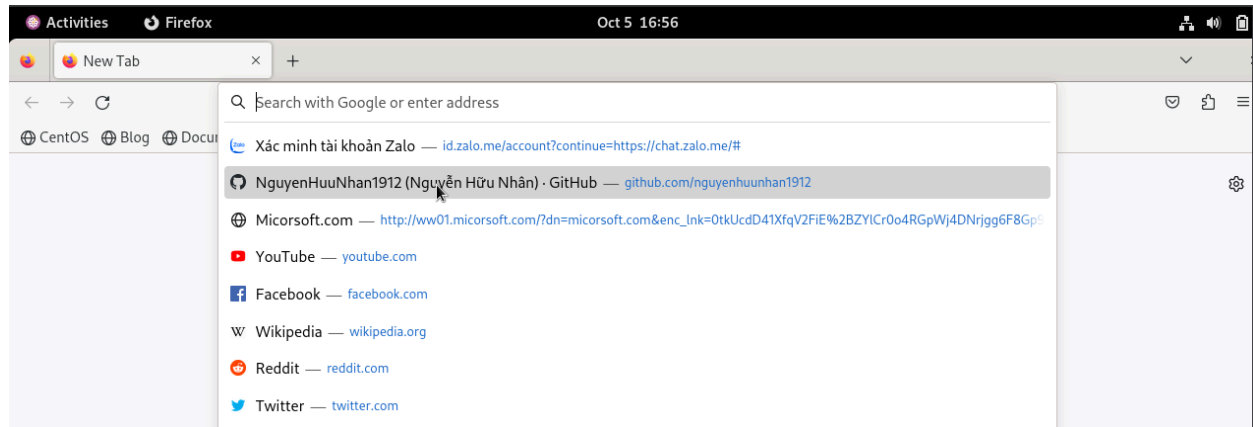 Activities Firefox Oct 5 16:56
New Tab
Search with Google or enter address
CentOS Blog Docu
Xác minh tài khoản Zalo — id.zalo.me/account?continue=https://chat.zalo.me/#
NguyenHuuNhan1912 (Nguyễn Hữu Nhân) · GitHub — github.com/nguyenhuunhan1912
Micorsoft.com — http://ww01.micorsoft.com/?dn=micorsoft.com&enc_lnk=0tkUcdD41XfqV2FiE%2BZYlCr0o4RGpWj4DNrjgg6F8Gp
YouTube — youtube.com
Facebook — facebook.com
W Wikipedia — wikipedia.org
Reddit — reddit.com
Twitter — twitter.com